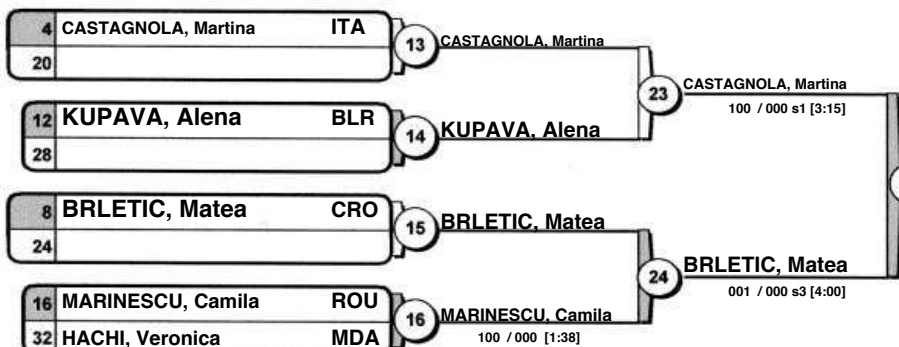 4 CASTAGNOLA, Martina ITA
20
13
CASTAGNOLA, Martina
12 KUPAVA, Alena BLR
28
14
KUPAVA, Alena
23
CASTAGNOLA, Martina
100 / 000 s1 [3:15]
8 BRLETIC, Matea CRO
24
15
BRLETIC, Matea
16 MARINESCU, Camila ROU
32 HACHI, Veronica MDA
16
MARINESCU, Camila
100 / 000 [1:38]
24
BRLETIC, Matea
001 / 000 s3 [4:00]